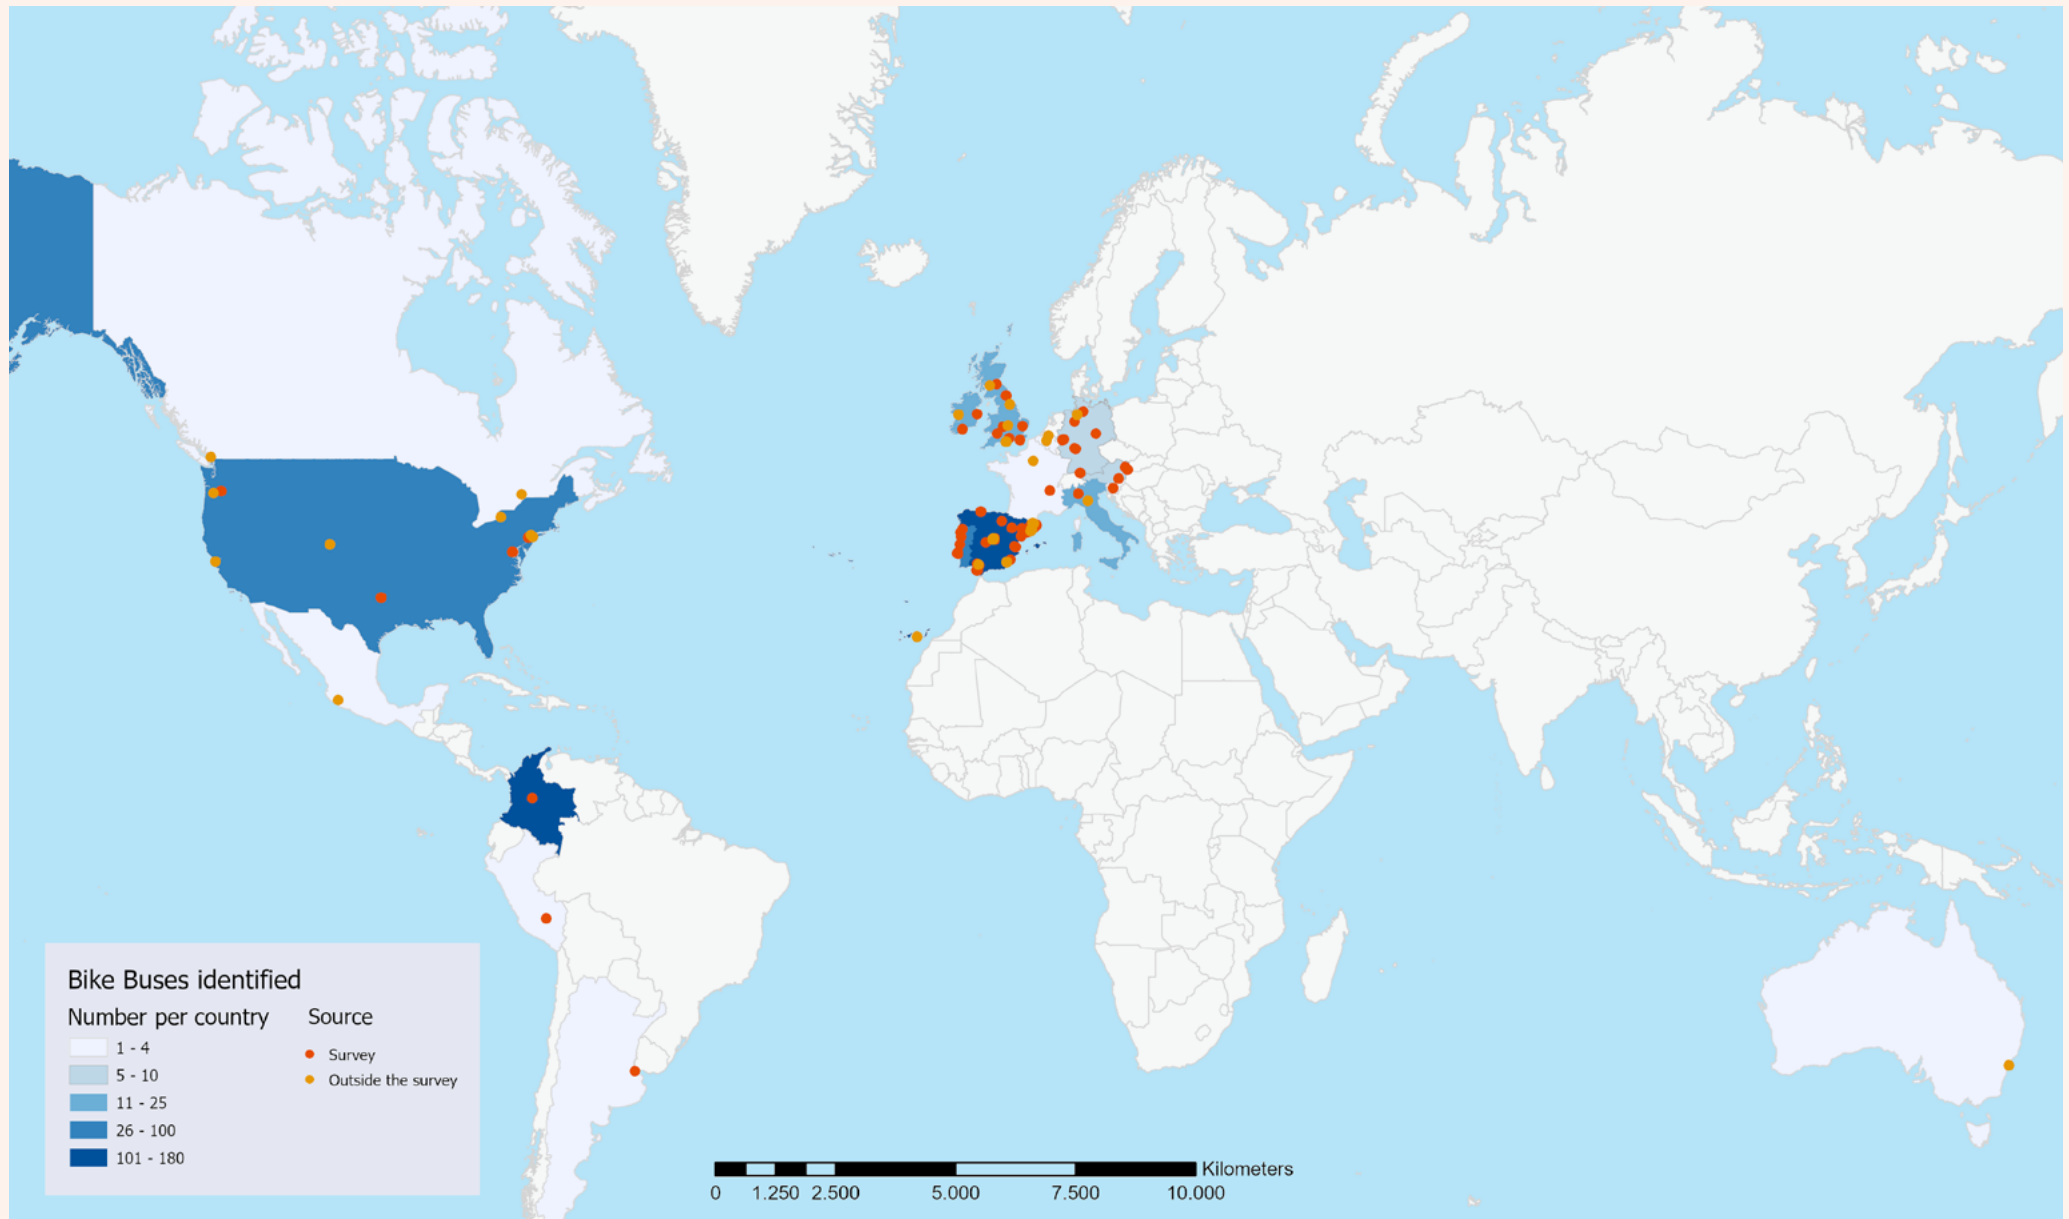 Bike Buses identified
Number per country
1 - 4
5 - 10
11 - 25
26 - 100
101 - 180
Source
Survey
Outside the survey
Kilometers
0 1.250 2.500 5.000 7.500 10.000